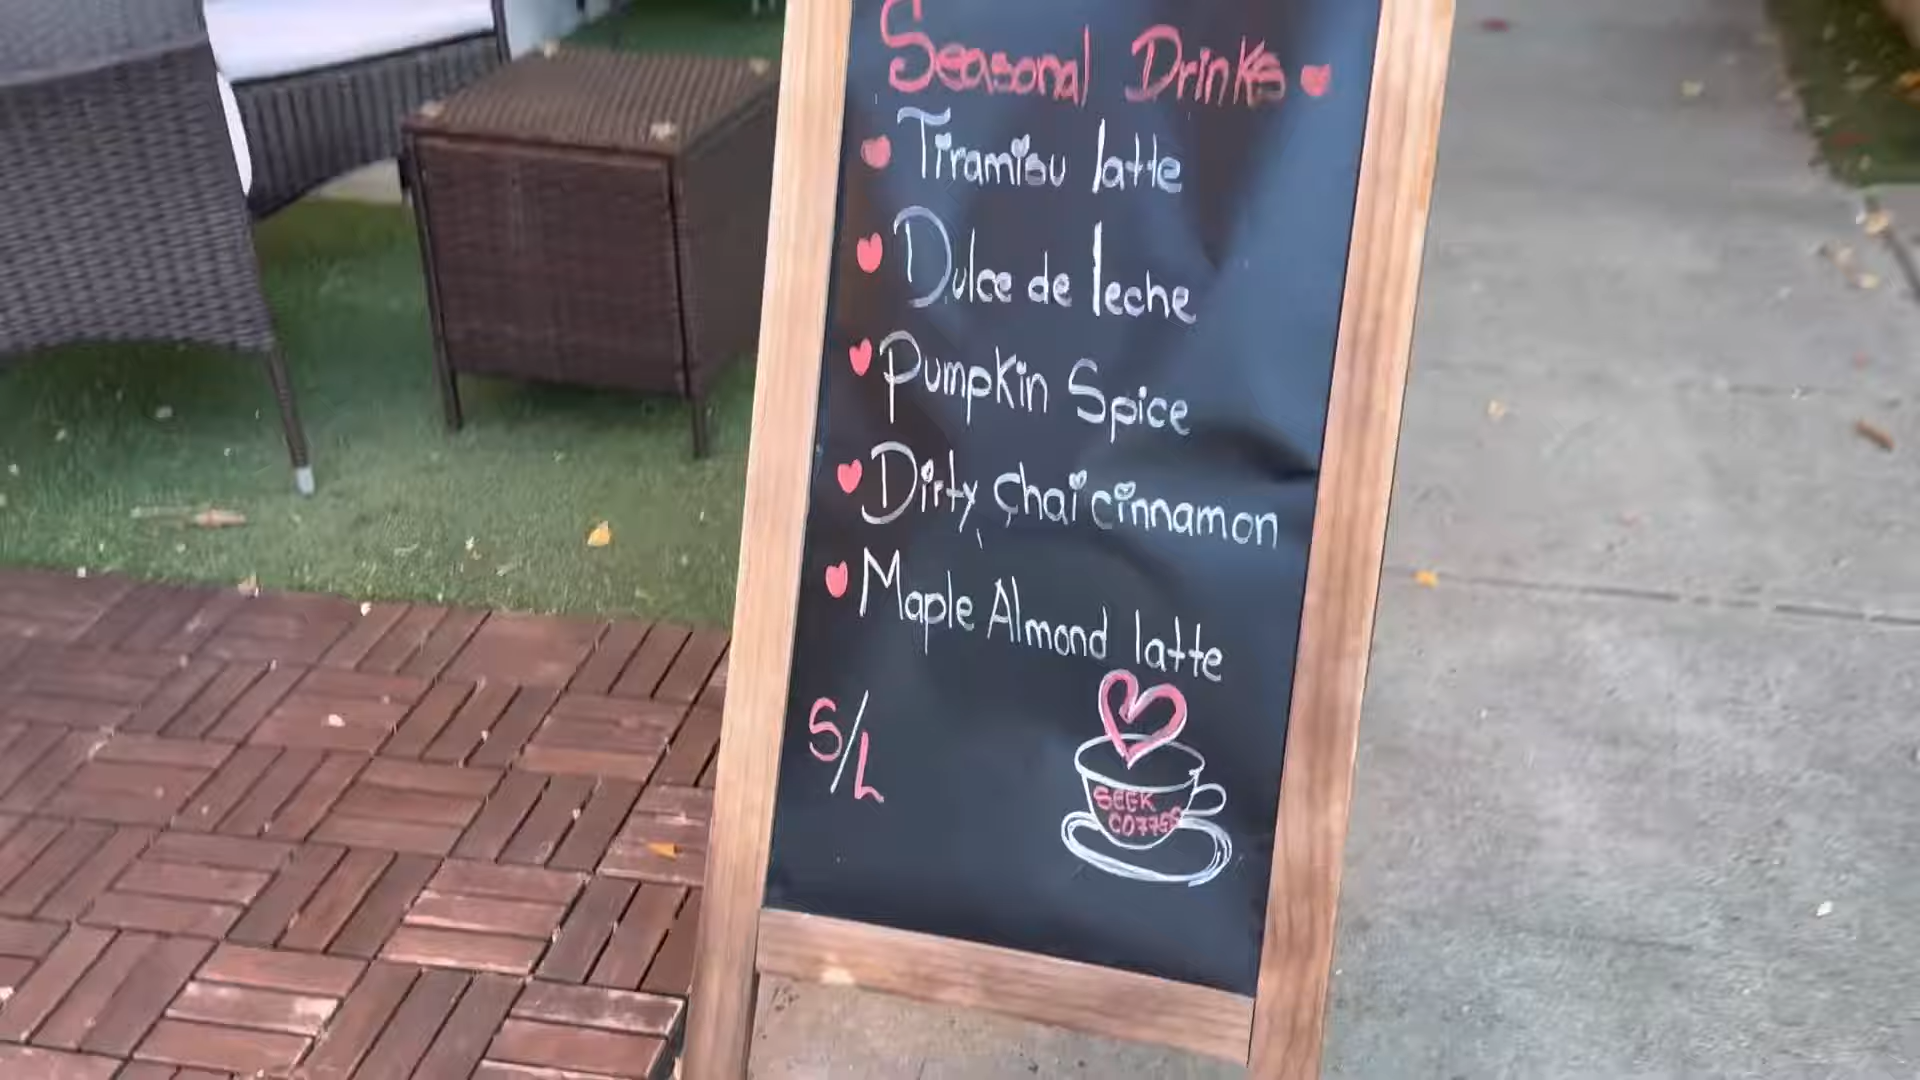 Seasonal Drinks
Tiramisu latte
Dulce de leche
Pumpkin Spice
Dirty Chai cinnamon
Maple Almond latte
S/L
SEEK
COFFEE